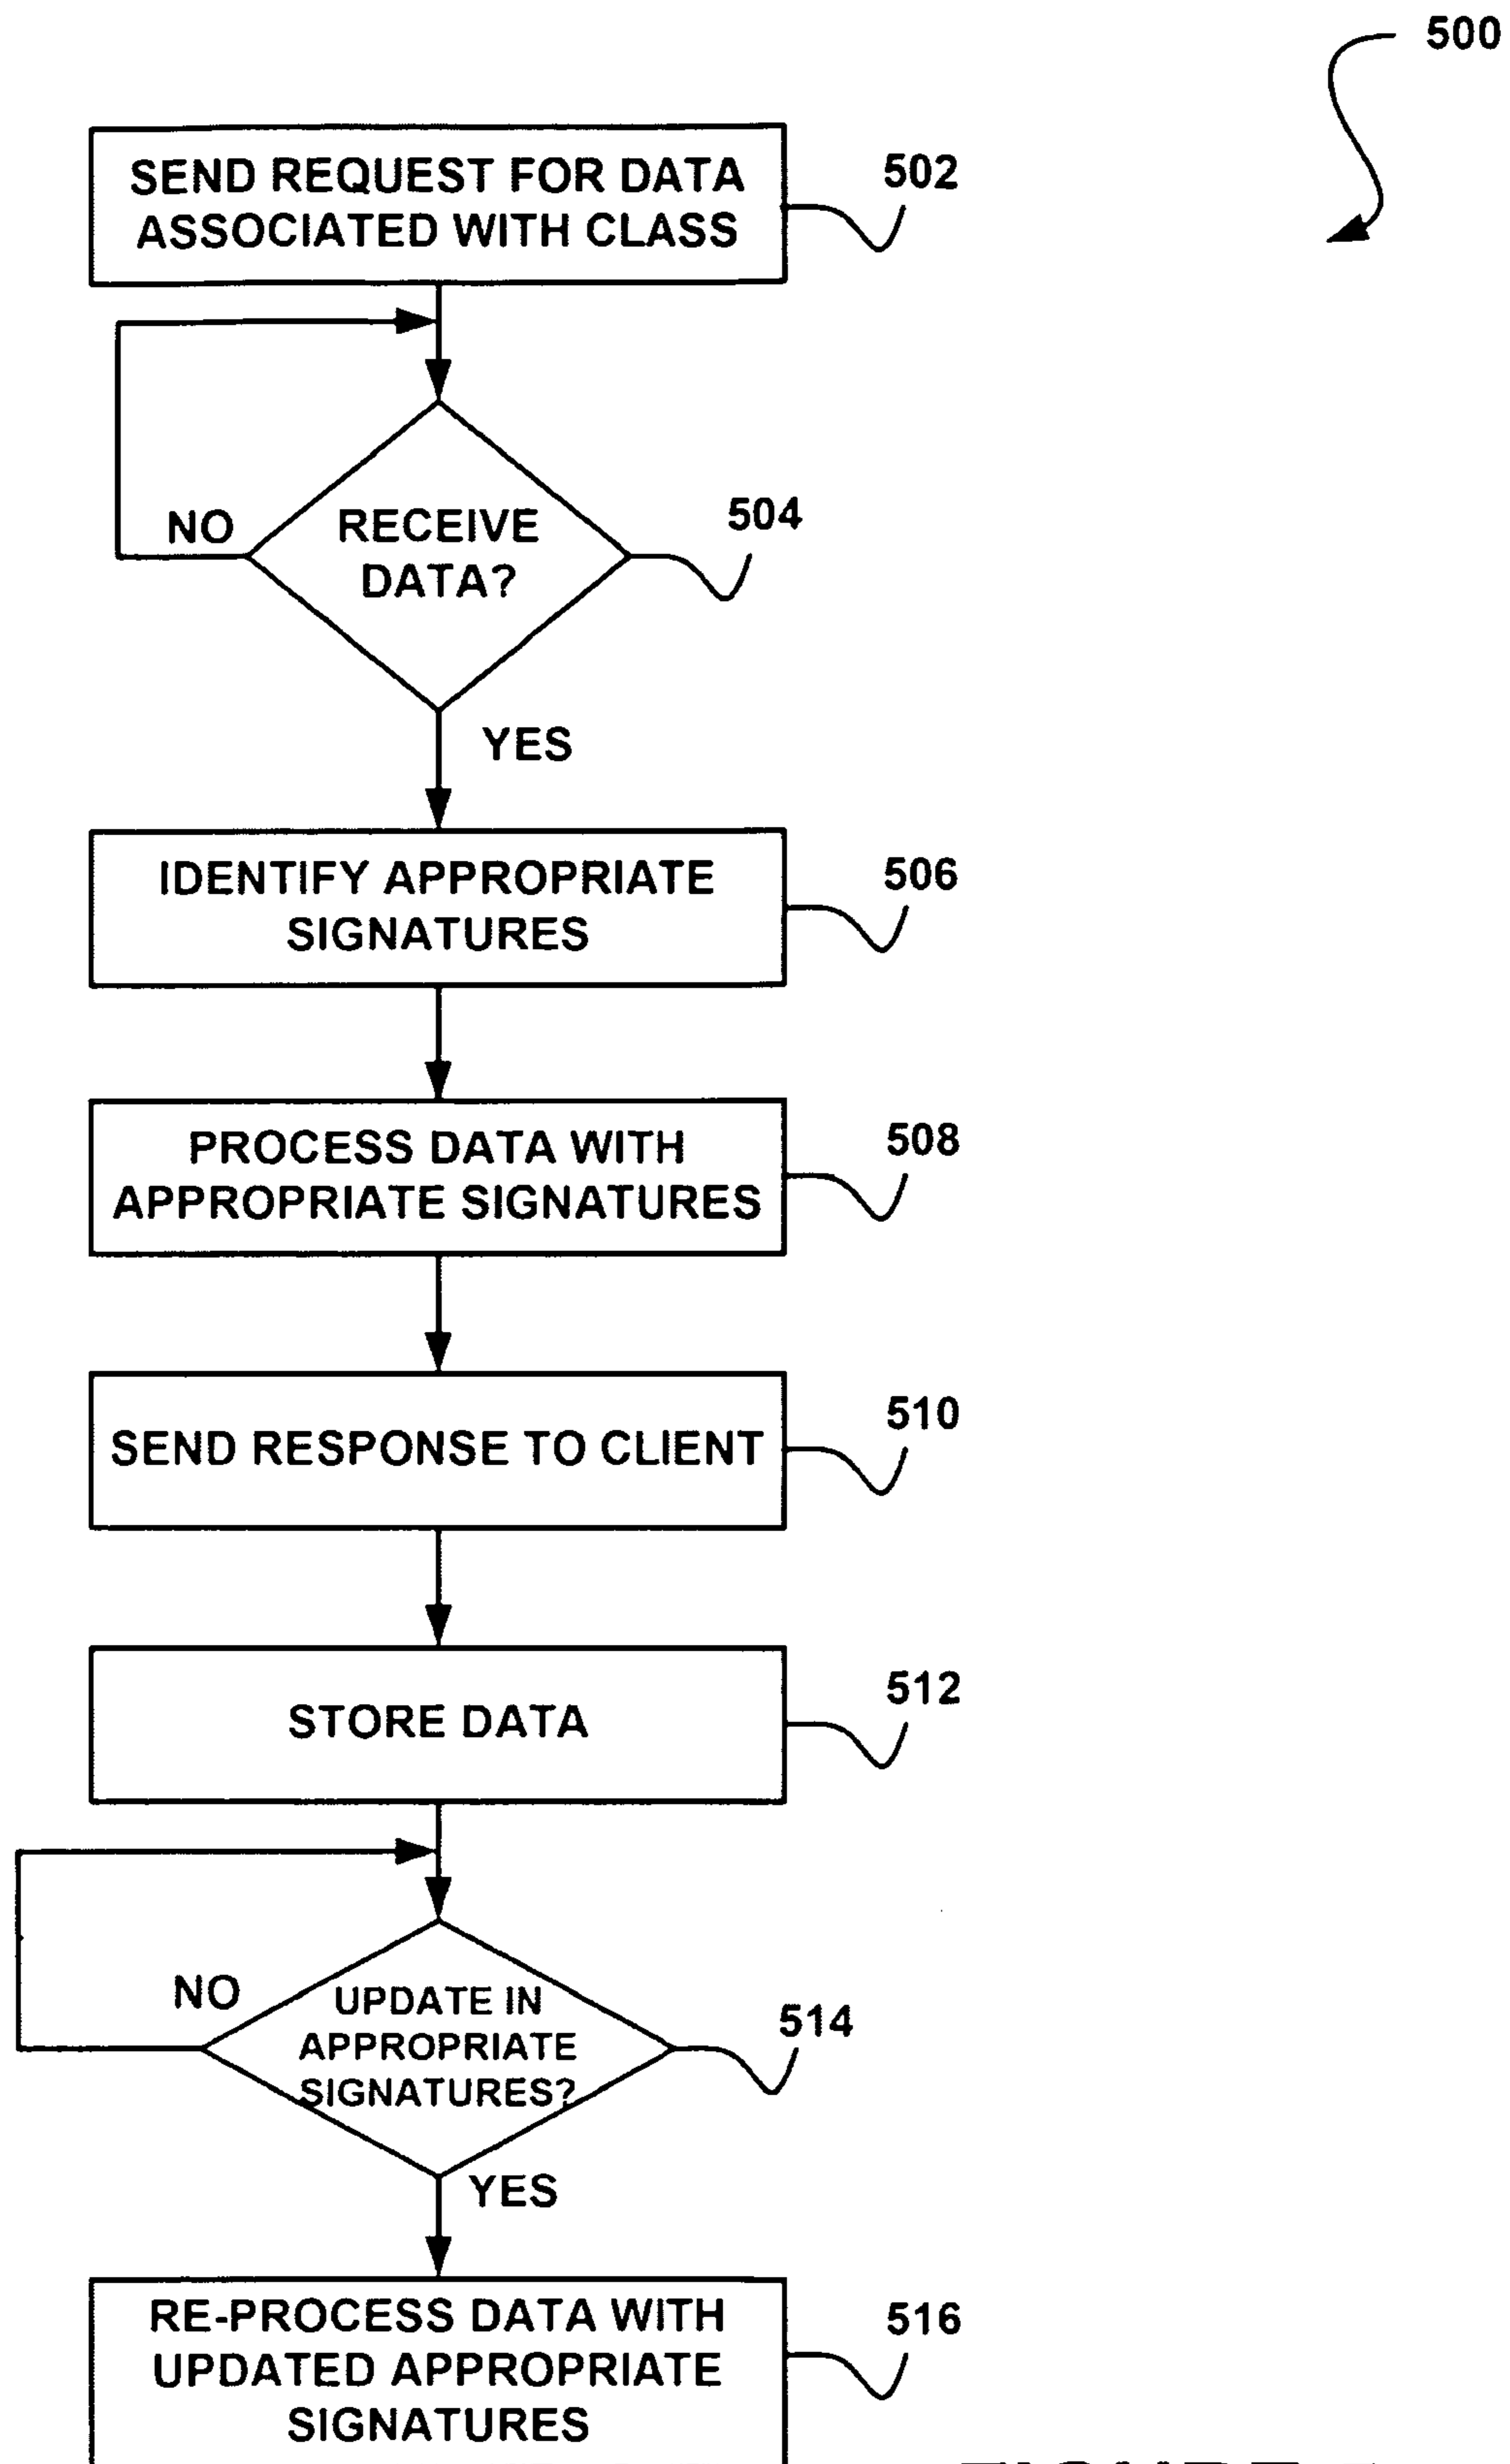 500
SEND REQUEST FOR DATA
ASSOCIATED WITH CLASS
502
NO
RECEIVE
DATA?
504
YES
IDENTIFY APPROPRIATE
SIGNATURES
506
PROCESS DATA WITH
APPROPRIATE SIGNATURES
508
SEND RESPONSE TO CLIENT
510
STORE DATA
512
NO
UPDATE IN
APPROPRIATE
SIGNATURES?
514
YES
RE-PROCESS DATA WITH
UPDATED APPROPRIATE
SIGNATURES
516